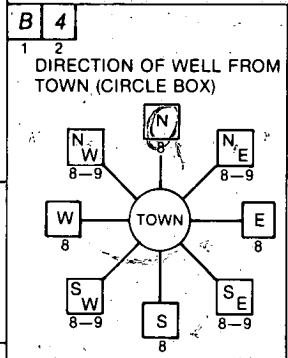 B 4
1 2
DIRECTION OF WELL FROM
TOWN (CIRCLE BOX)
N
8
N W
8–9
N E
8–9
W
8
TOWN
E
8
S W
8–9
S E
8–9
S
8